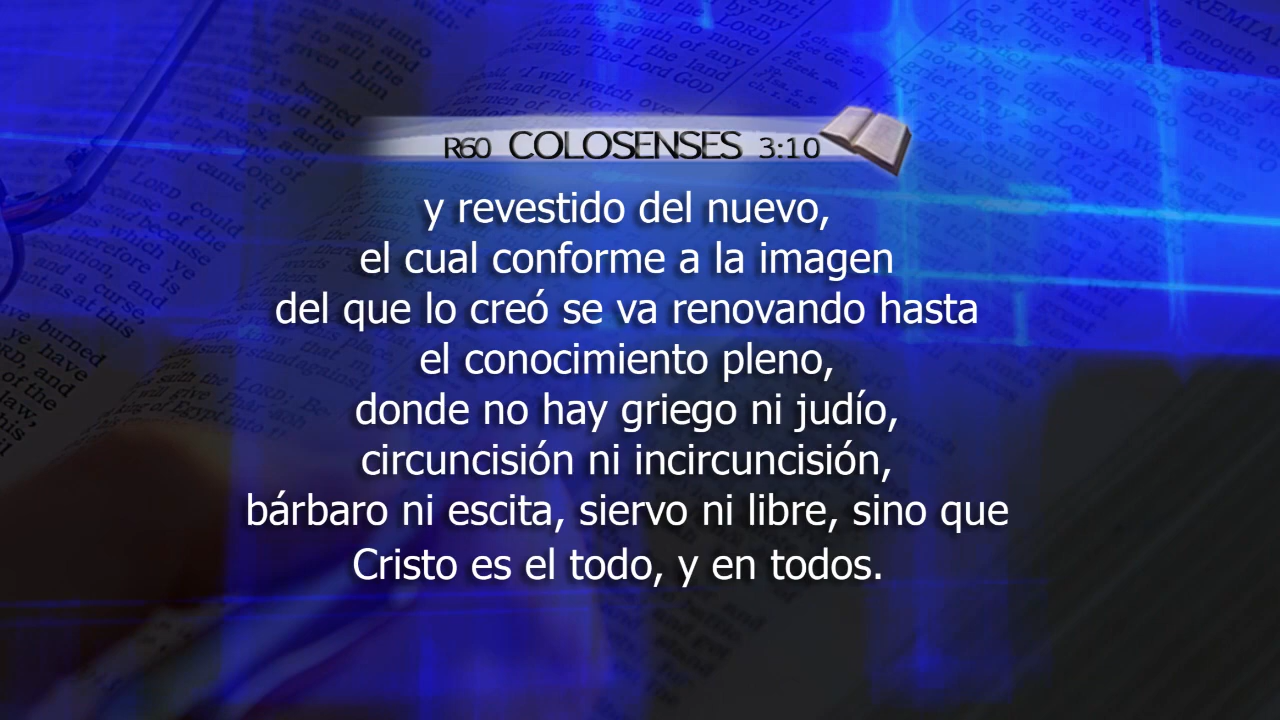 R60 COLOSENSES 3:10
y revestido del nuevo,
el cual conforme a la imagen
del que lo creó se va renovando hasta
el conocimiento pleno,
donde no hay griego ni judío,
circuncisión ni incircuncisión,
bárbaro ni escita, siervo ni libre, sino que
Cristo es el todo, y en todos.